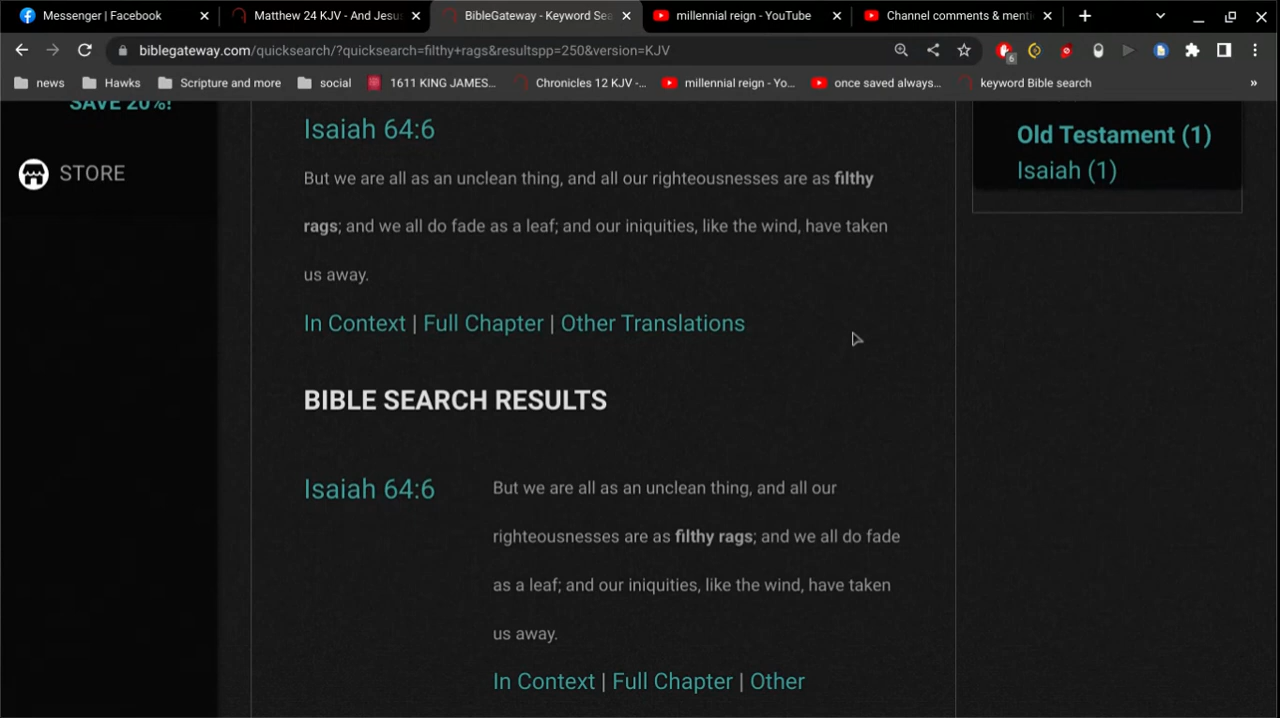 Messenger | Facebook
Matthew 24 KJV - And Jesus
BibleGateway - Keyword Sea
millennial reign - YouTube
Channel comments & menti
biblegateway.com/quicksearch/?quicksearch=filthy+rags&resultspp=250&version=KJV
6
news
Hawks
Scripture and more
social
1611 KING JAMES...
Chronicles 12 KJV -...
millennial reign - Yo...
once saved always...
keyword Bible search
»
SAVE 20%!
STORE
Isaiah 64:6
But we are all as an unclean thing, and all our righteousnesses are as filthy
rags; and we all do fade as a leaf; and our iniquities, like the wind, have taken
us away.
In Context | Full Chapter | Other Translations
BIBLE SEARCH RESULTS
Isaiah 64:6
But we are all as an unclean thing, and all our
righteousnesses are as filthy rags; and we all do fade
as a leaf; and our iniquities, like the wind, have taken
us away.
In Context | Full Chapter | Other
Old Testament (1)
Isaiah (1)